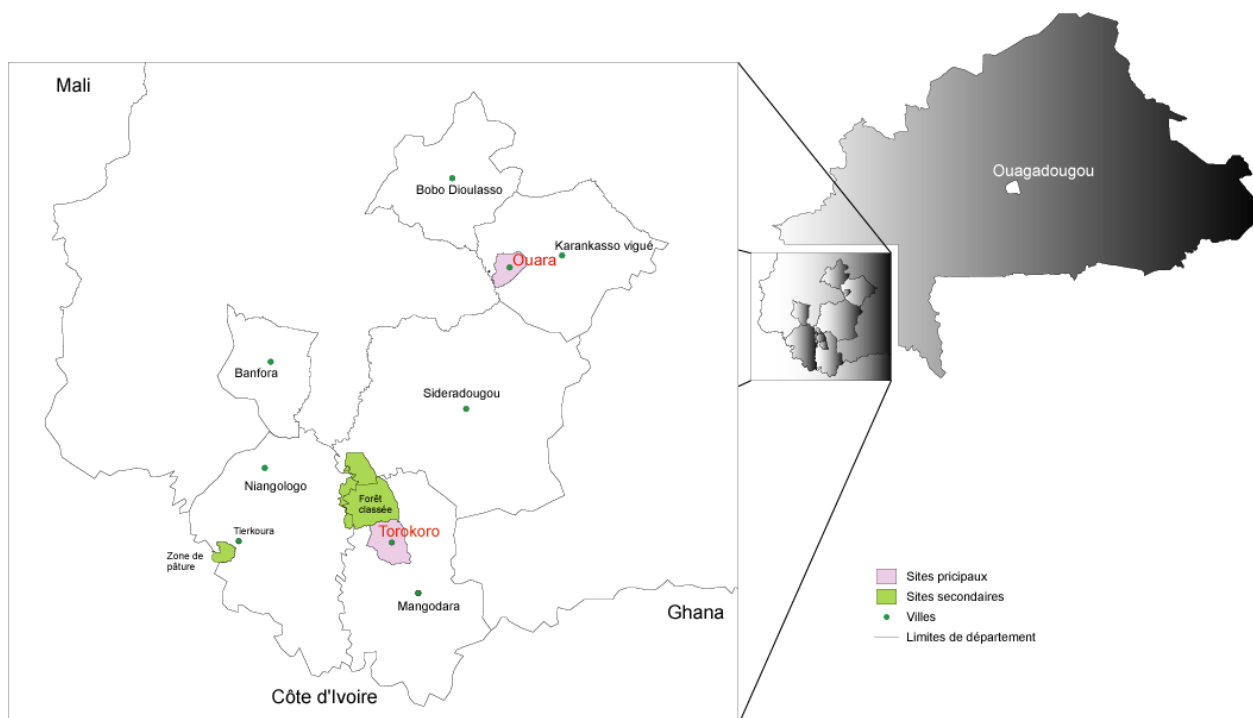 Mali
Bobo Dioulasso
Karankasso vigué
Ouara
Banfora
Sideradougou
Niangologo
Forêt
classée
Tierkoura
Torokoro
Zone de
pâture
Mangodara
Ghana
Côte d'Ivoire
Ouagadougou
Sites pricipaux
Sites secondaires
Villes
Limites de département